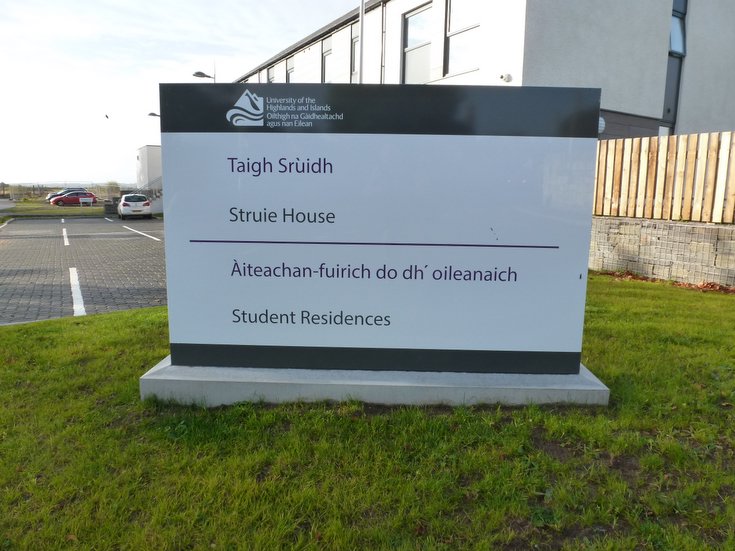 University of the
Highlands and Islands
Oilthigh na Gàidhealtachd
agus nan Eilean
Taigh Srùidh
Struie House
Àiteachan-fuirich do dh´ oileanaich
Student Residences